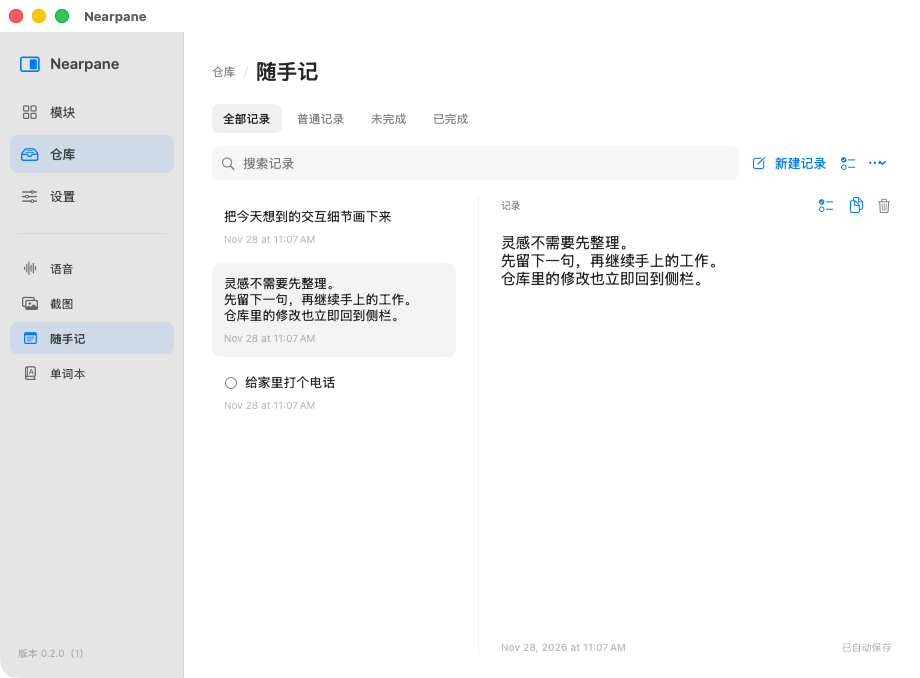 Nearpane
Nearpane
模块
仓库
设置
语音
截图
随手记
单词本
版本 0.2.0 (1)
仓库 / 随手记
全部记录 普通记录 未完成 已完成
搜索记录
新建记录
把今天想到的交互细节画下来
Nov 28 at 11:07 AM
灵感不需要先整理。
先留下一句，再继续手上的工作。
仓库里的修改也立即回到侧栏。
Nov 28 at 11:07 AM
给家里打个电话
Nov 28 at 11:07 AM
记录
灵感不需要先整理。
先留下一句，再继续手上的工作。
仓库里的修改也立即回到侧栏。
Nov 28, 2026 at 11:07 AM
已自动保存